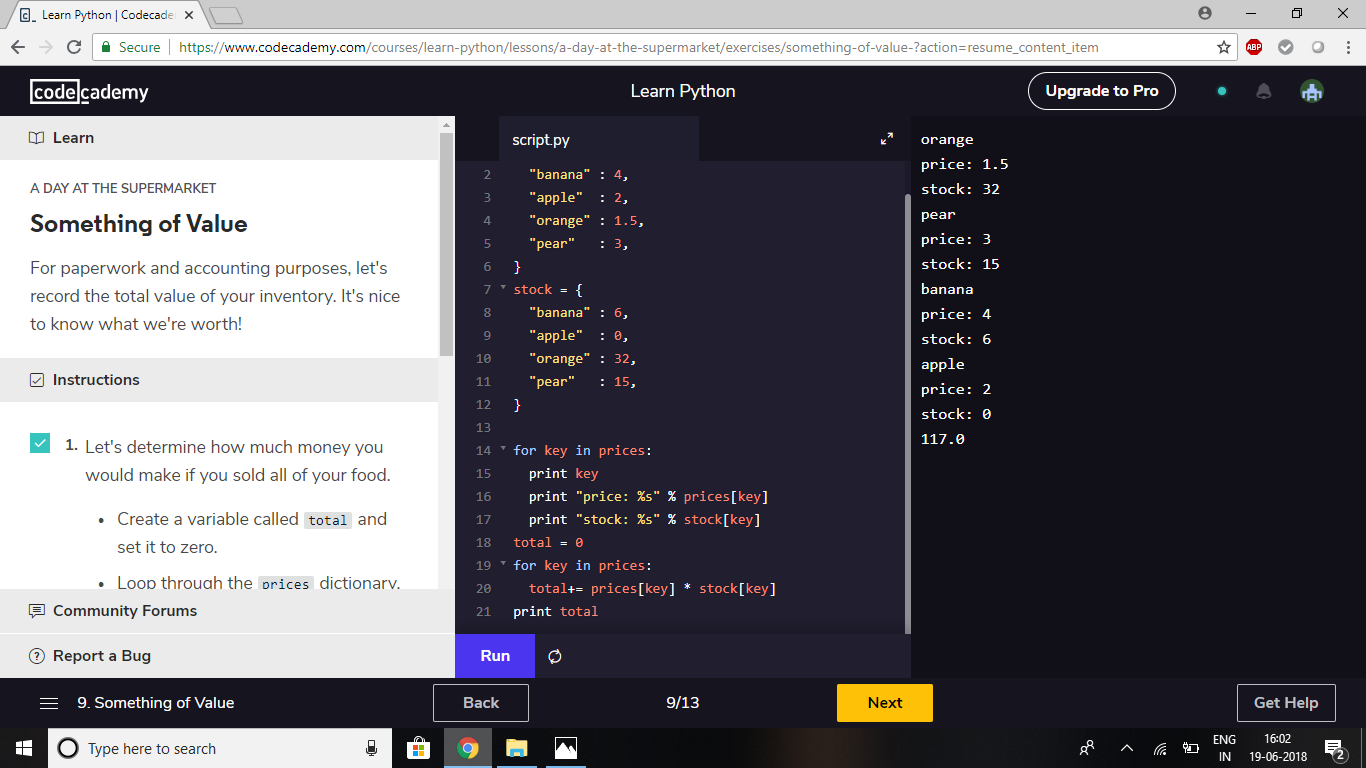 Learn Python | Codecade
Secure
https://www.codecademy.com/courses/learn-python/lessons/a-day-at-the-supermarket/exercises/something-of-value-?action=resume_content_item
ABP
codecademy
Learn Python
Upgrade to Pro
Learn
A DAY AT THE SUPERMARKET
Something of Value
For paperwork and accounting purposes, let's
record the total value of your inventory. It's nice
to know what we're worth!
Instructions
1. Let's determine how much money you
would make if you sold all of your food.
• Create a variable called total and
set it to zero.
• Loop through the prices dictionary.
Community Forums
Report a Bug
script.py
2 "banana" : 4,
3 "apple" : 2,
4 "orange" : 1.5,
5 "pear" : 3,
6 }
7 stock = {
8 "banana" : 6,
9 "apple" : 0,
10 "orange" : 32,
11 "pear" : 15,
12 }
13
14 for key in prices:
15 print key
16 print "price: %s" % prices[key]
17 print "stock: %s" % stock[key]
18 total = 0
19 for key in prices:
20 total+= prices[key] * stock[key]
21 print total
Run
orange
price: 1.5
stock: 32
pear
price: 3
stock: 15
banana
price: 4
stock: 6
apple
price: 2
stock: 0
117.0
9. Something of Value
Back
9/13
Next
Get Help
Type here to search
ENG
IN
16:02
19-06-2018
2